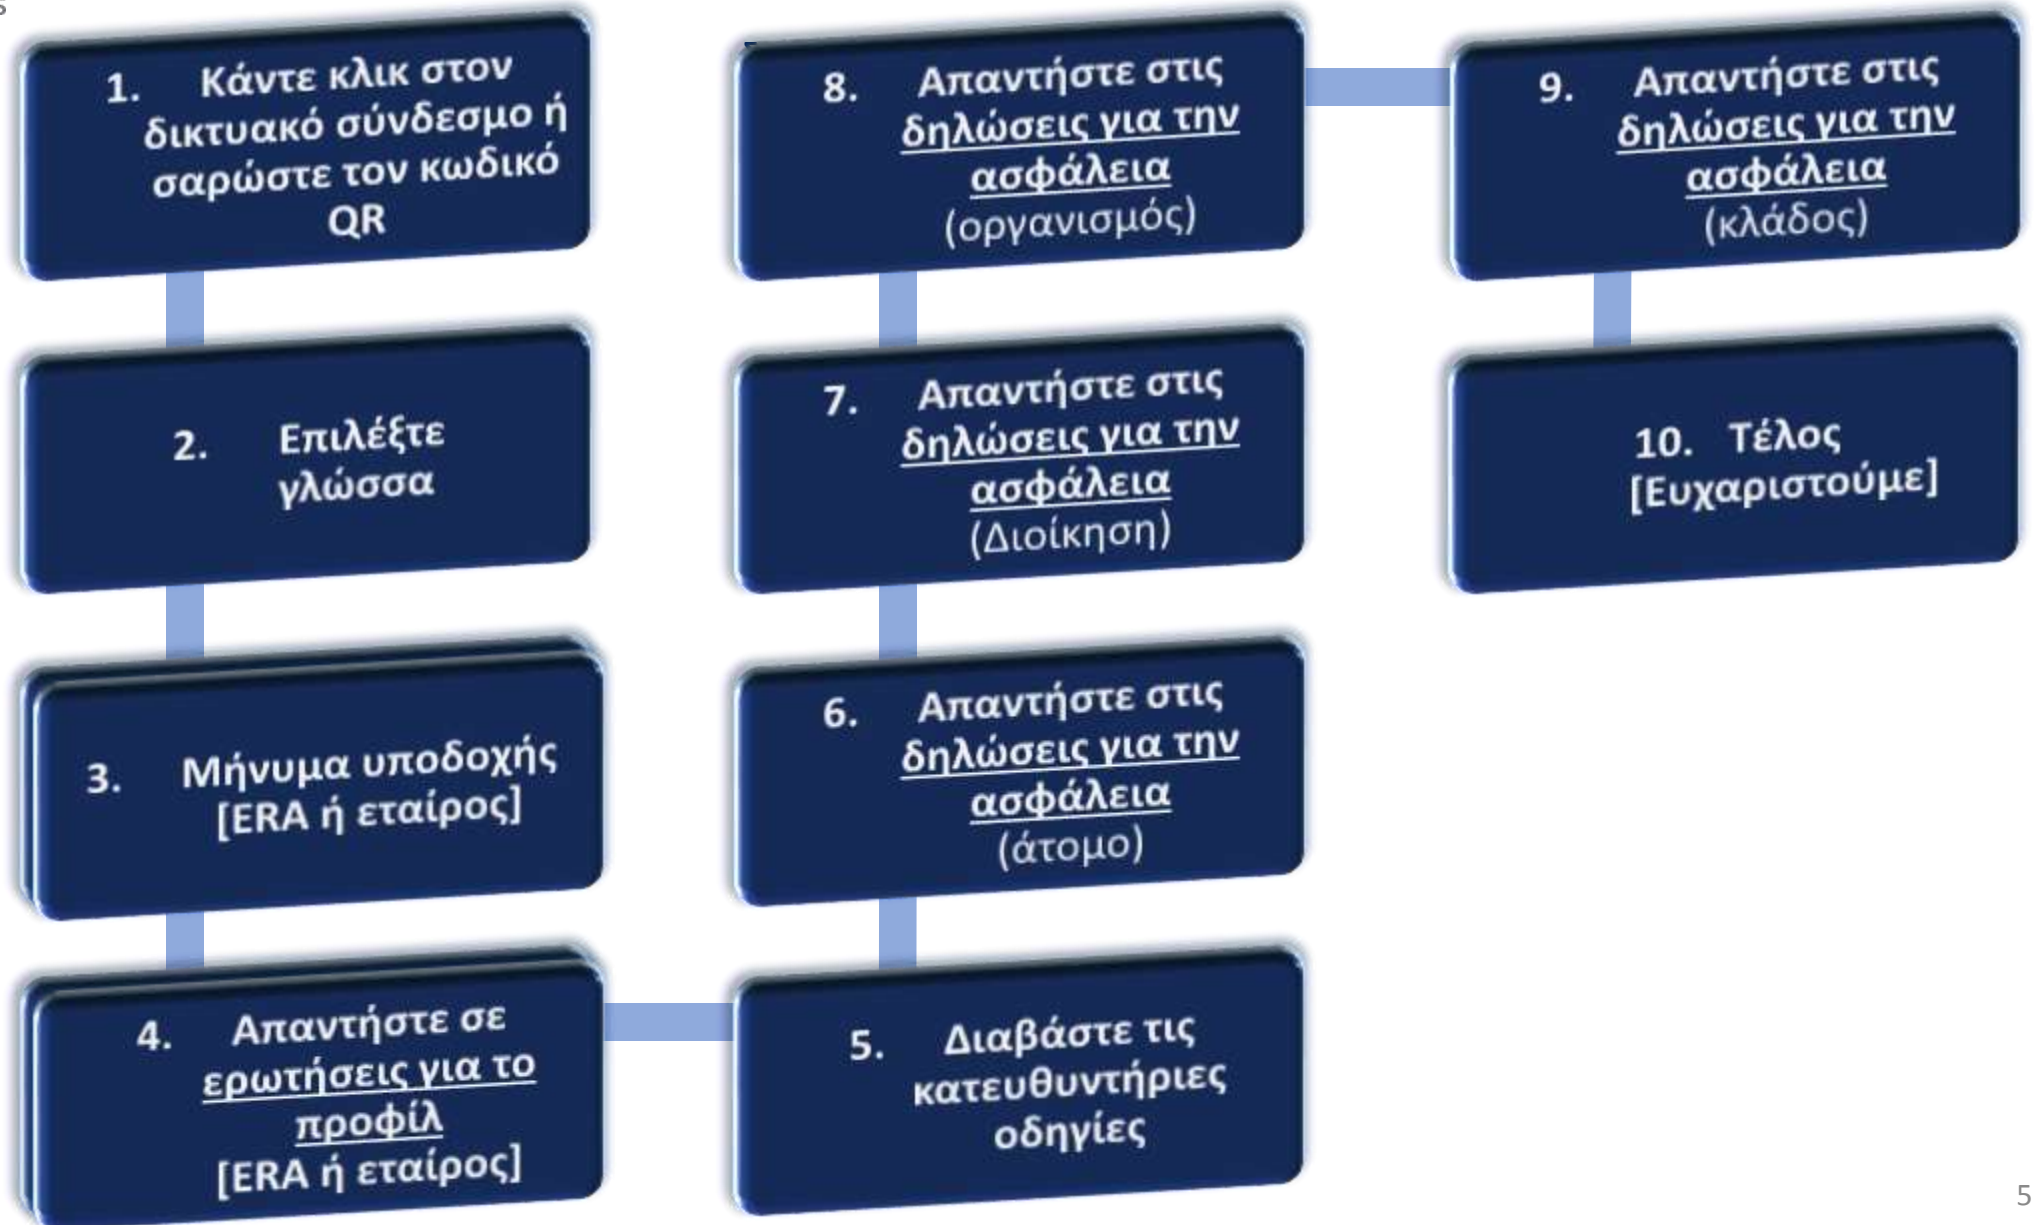 1. Κάντε κλικ στον
δικτυακό σύνδεσμο ή
σαρώστε τον κωδικό
QR
2. Επιλέξτε
γλώσσα
3. Μήνυμα υποδοχής
[ERA ή εταίρος]
4. Απαντήστε σε
ερωτήσεις για το
προφίλ
[ERA ή εταίρος]
5. Διαβάστε τις
κατευθυντήριες
οδηγίες
6. Απαντήστε στις
δηλώσεις για την
ασφάλεια
(άτομο)
7. Απαντήστε στις
δηλώσεις για την
ασφάλεια
(Διοίκηση)
8. Απαντήστε στις
δηλώσεις για την
ασφάλεια
(οργανισμός)
9. Απαντήστε στις
δηλώσεις για την
ασφάλεια
(κλάδος)
10. Τέλος
[Ευχαριστούμε]
5